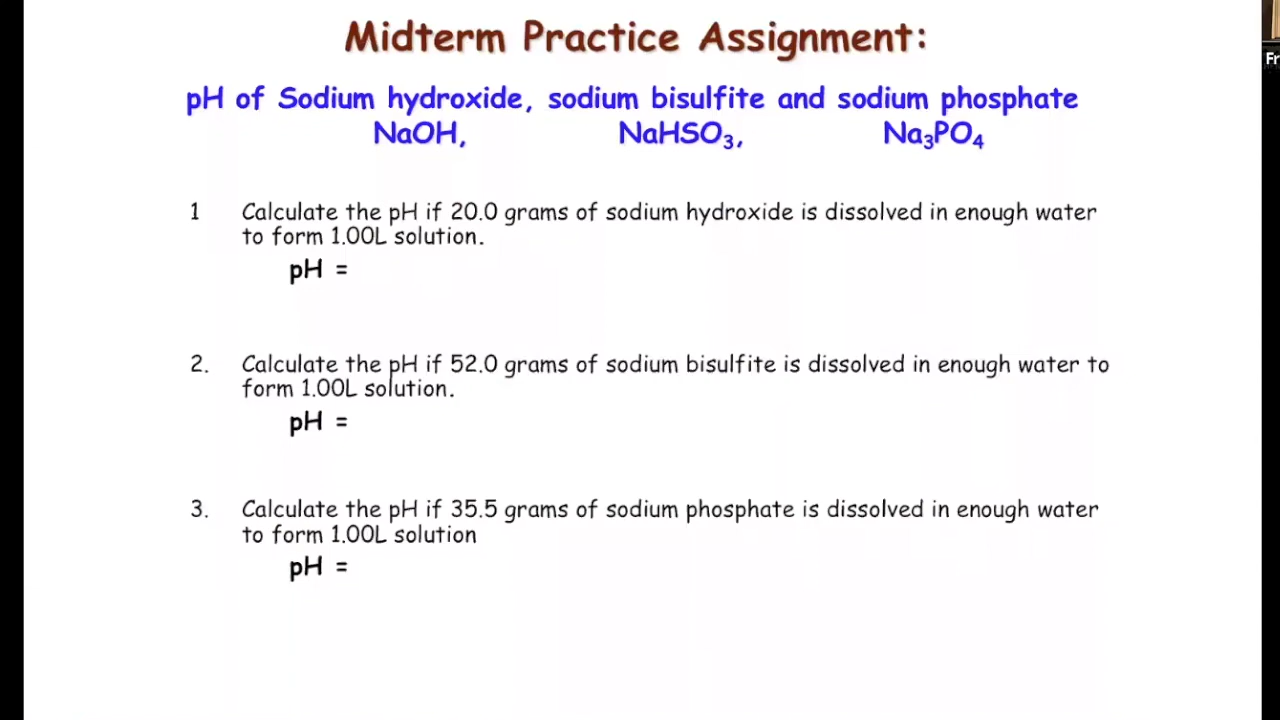 Midterm Practice Assignment:
pH of Sodium hydroxide, sodium bisulfite and sodium phosphate
NaOH, NaHSO₃, Na₃PO₄
1 Calculate the pH if 20.0 grams of sodium hydroxide is dissolved in enough water
to form 1.00L solution.
pH =
2. Calculate the pH if 52.0 grams of sodium bisulfite is dissolved in enough water to
form 1.00L solution.
pH =
3. Calculate the pH if 35.5 grams of sodium phosphate is dissolved in enough water
to form 1.00L solution
pH =